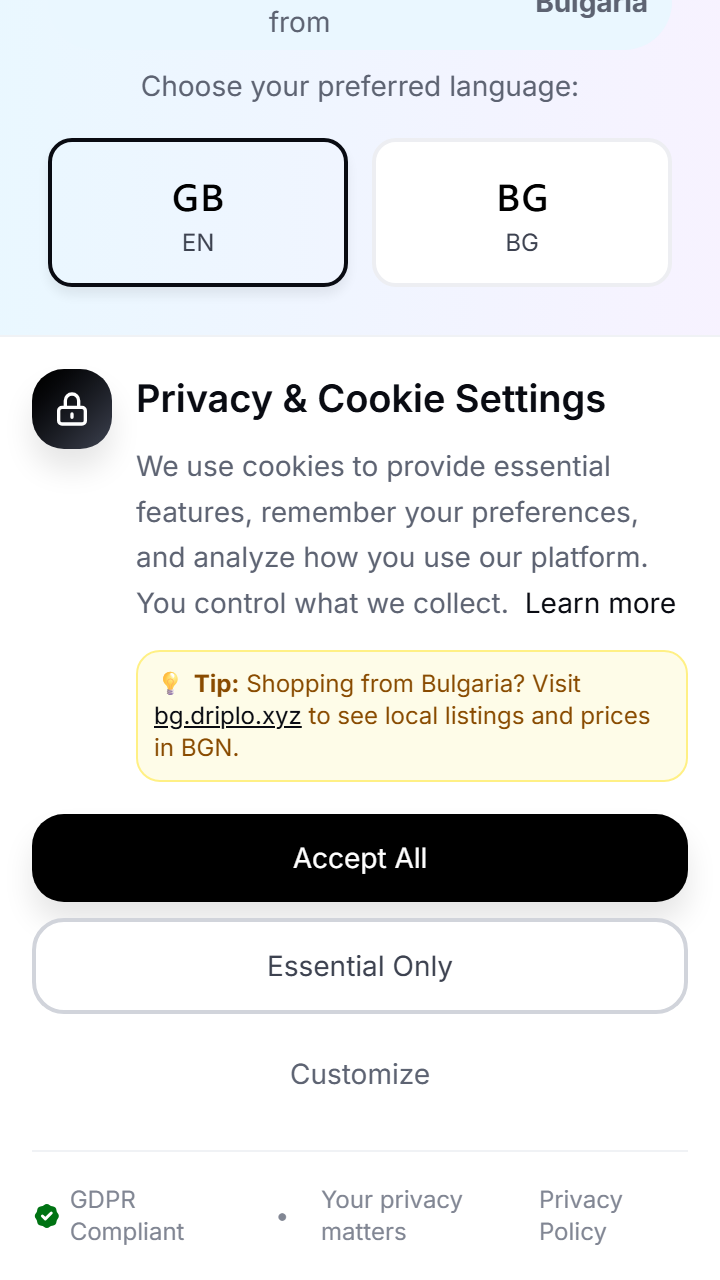 from
Bulgaria
Choose your preferred language:
GB
EN
BG
BG
Privacy & Cookie Settings
We use cookies to provide essential
features, remember your preferences,
and analyze how you use our platform.
You control what we collect. Learn more
💡 Tip: Shopping from Bulgaria? Visit
bg.driplo.xyz to see local listings and prices
in BGN.
Accept All
Essential Only
Customize
GDPR
Compliant
•
Your privacy
matters
Privacy
Policy